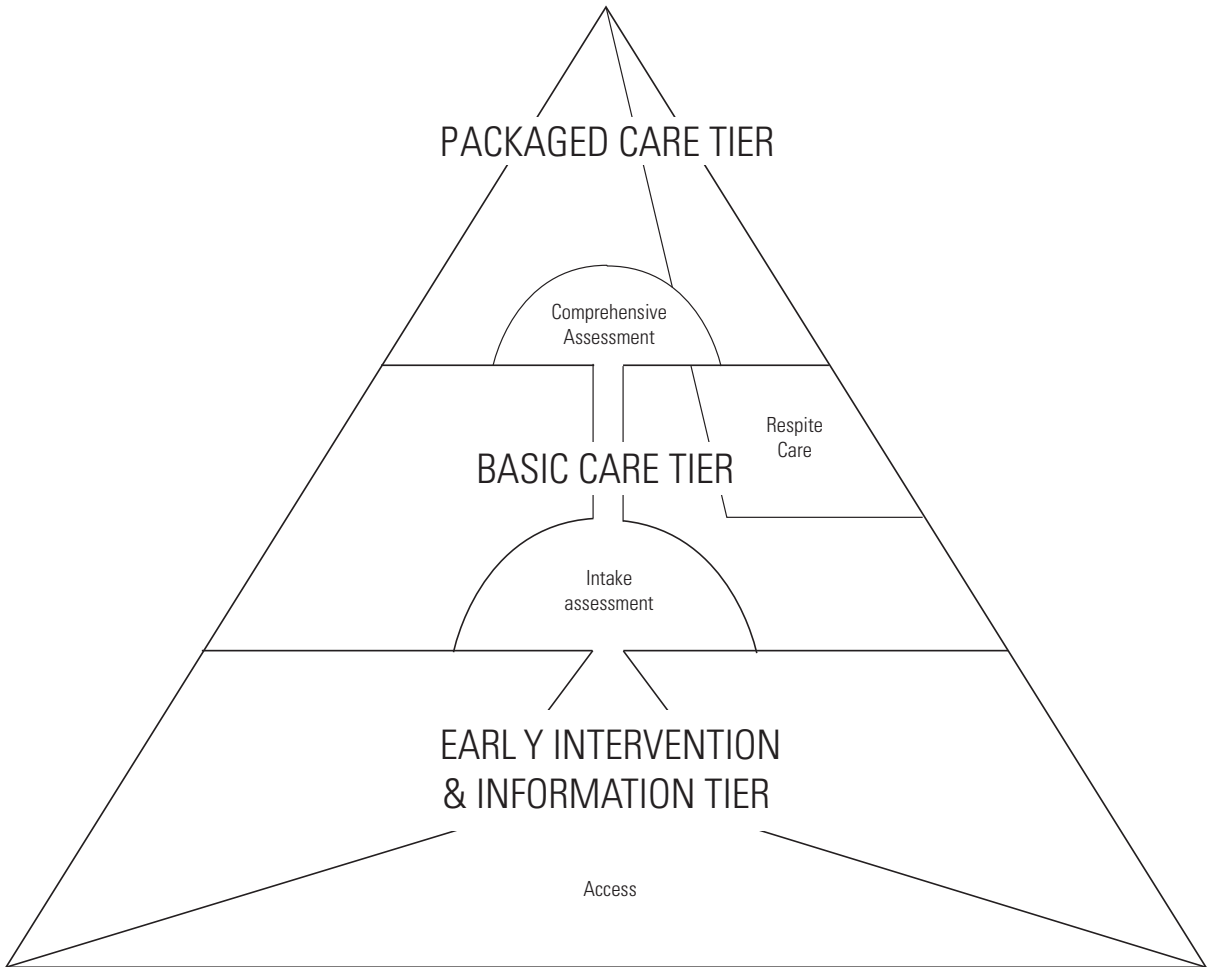 PACKAGED CARE TIER
Comprehensive
Assessment
Respite
Care
BASIC CARE TIER
Intake
assessment
EARL Y INTERVENTION
& INFORMATION TIER
Access